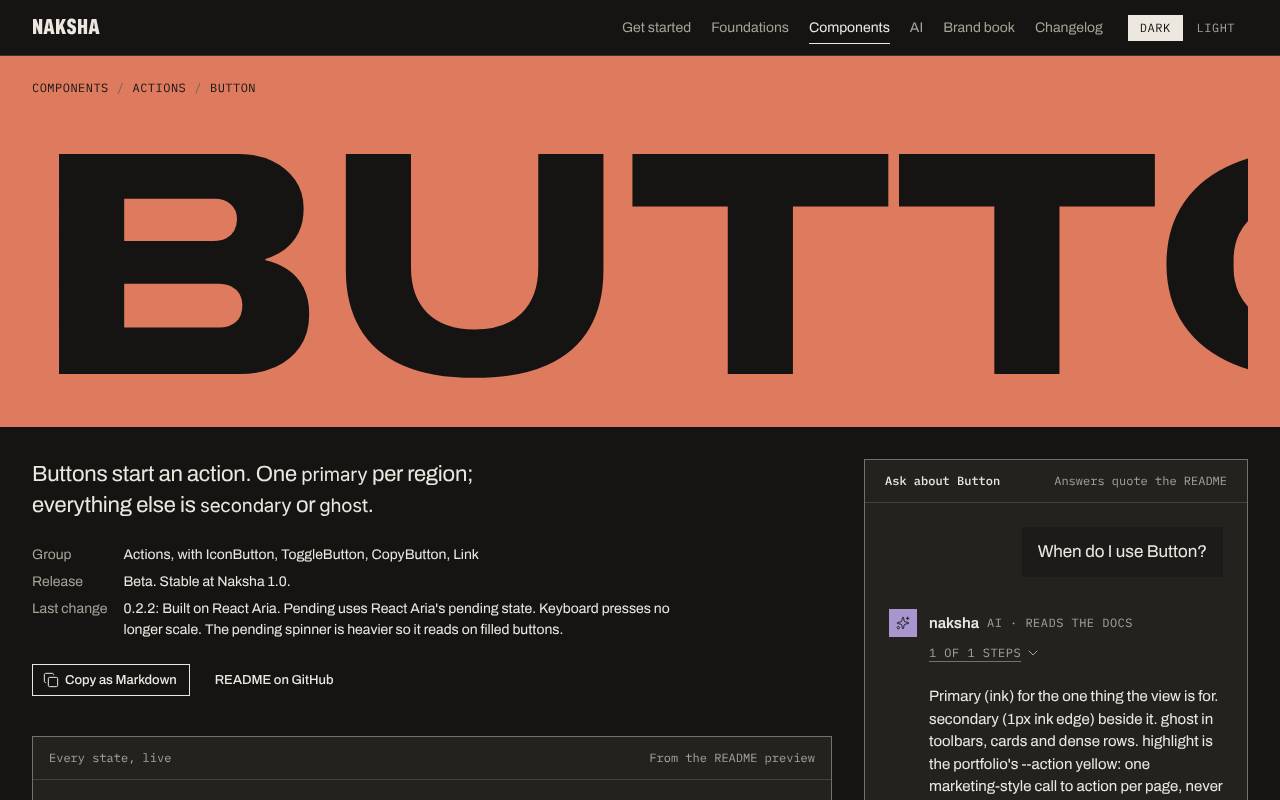 NAKSHA
Get started
Foundations
Components
AI
Brand book
Changelog
DARK
LIGHT
COMPONENTS / ACTIONS / BUTTON
BUTT
Buttons start an action. One primary per region;
everything else is secondary or ghost.
Group Actions, with IconButton, ToggleButton, CopyButton, Link
Release Beta. Stable at Naksha 1.0.
Last change 0.2.2: Built on React Aria. Pending uses React Aria's pending state. Keyboard presses no
longer scale. The pending spinner is heavier so it reads on filled buttons.
Copy as Markdown
README on GitHub
Every state, live
From the README preview
Ask about Button
Answers quote the README
When do I use Button?
naksha AI · READS THE DOCS
1 OF 1 STEPS
Primary (ink) for the one thing the view is for.
secondary (1px ink edge) beside it. ghost in
toolbars, cards and dense rows. highlight is
the portfolio's --action yellow: one
marketing-style call to action per page, never